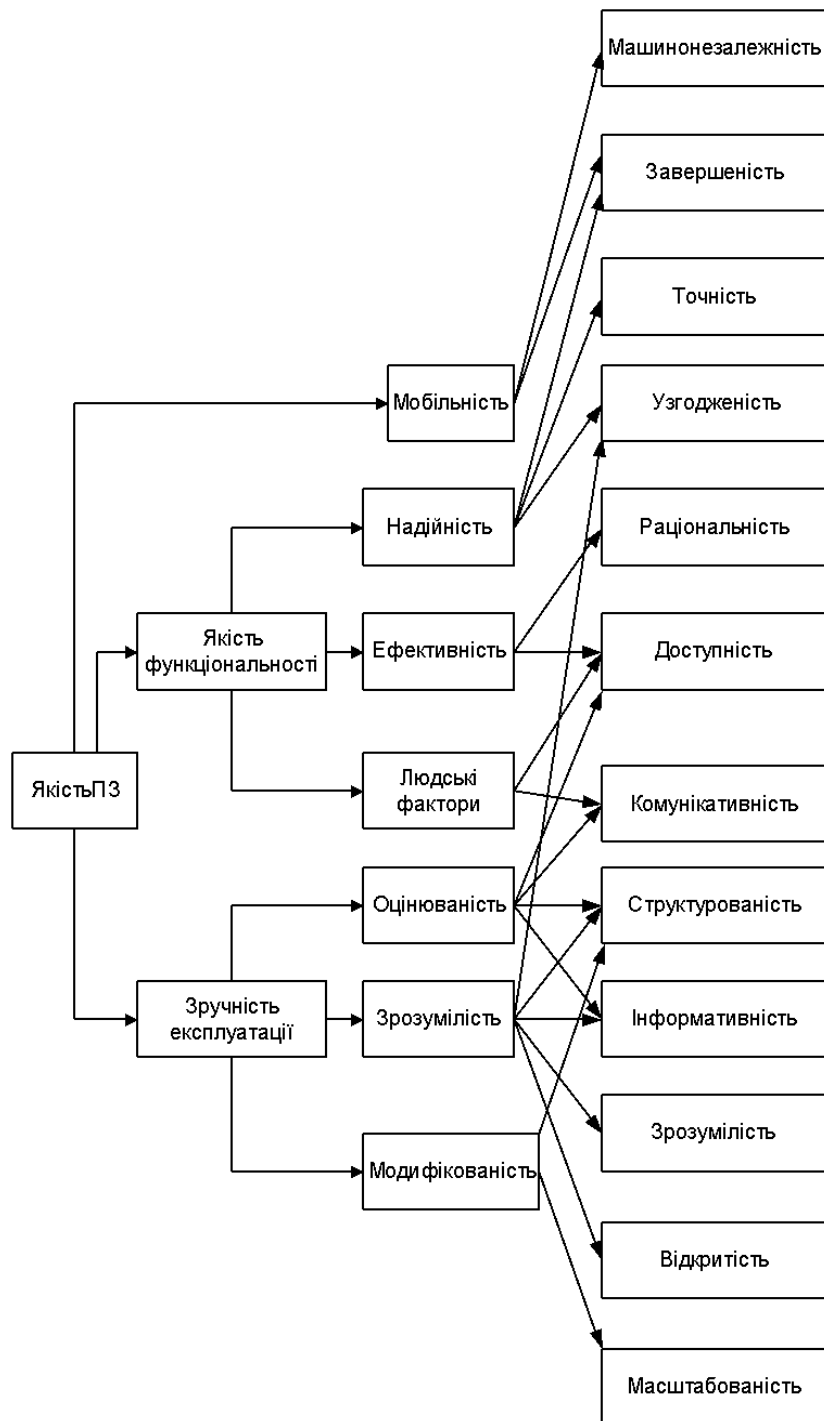 Машинонезалежність
Завершеність
Точність
Мобільність
Узгодженість
Надійність
Раціональність
Якість
функціональності
Ефективність
Доступність
ЯкістьПЗ
Людські
фактори
Комунікативність
Оцінюваність
Структурованість
Зручність
експлуатації
Зрозумілість
Інформативність
Зрозумілість
Модифікованість
Відкритість
Масштабованість